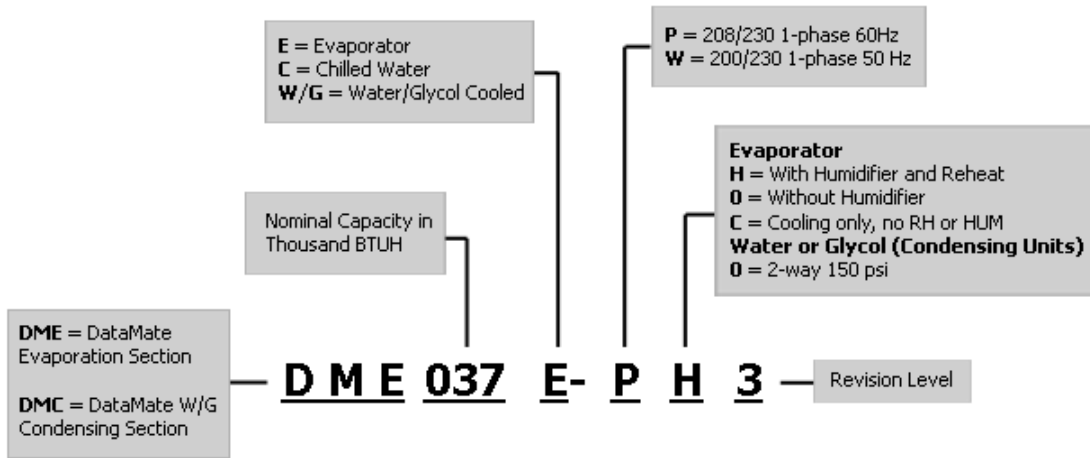 E = Evaporator
C = Chilled Water
W/G = Water/Glycol Cooled
P = 208/230 1-phase 60Hz
W = 200/230 1-phase 50 Hz
Evaporator
H = With Humidifier and Reheat
0 = Without Humidifier
C = Cooling only, no RH or HUM
Water or Glycol (Condensing Units)
0 = 2-way 150 psi
Nominal Capacity in
Thousand BTUH
DME = DataMate
Evaporation Section
DMC = DataMate W/G
Condensing Section
D M E 037 E- P H 3
Revision Level